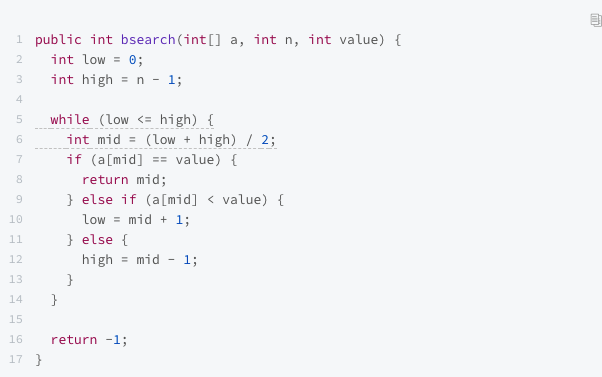 1 public int bsearch(int[] a, int n, int value) {
2   int low = 0;
3   int high = n - 1;
4
5   while (low <= high) {
6     int mid = (low + high) / 2;
7     if (a[mid] == value) {
8       return mid;
9     } else if (a[mid] < value) {
10       low = mid + 1;
11     } else {
12       high = mid - 1;
13     }
14   }
15
16   return -1;
17 }